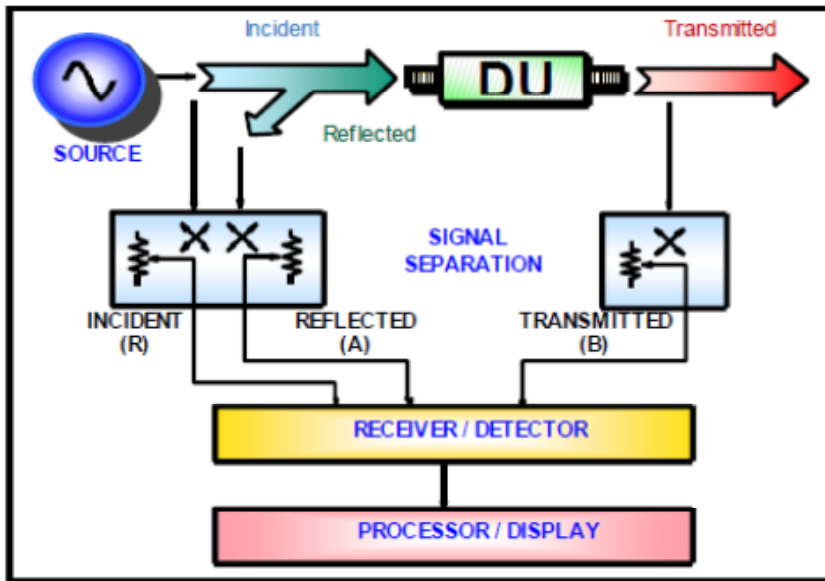 Incident
Transmitted
DU
Reflected
SOURCE
SIGNAL
SEPARATION
INCIDENT
(R)
REFLECTED
(A)
TRANSMITTED
(B)
RECEIVER / DETECTOR
PROCESSOR / DISPLAY